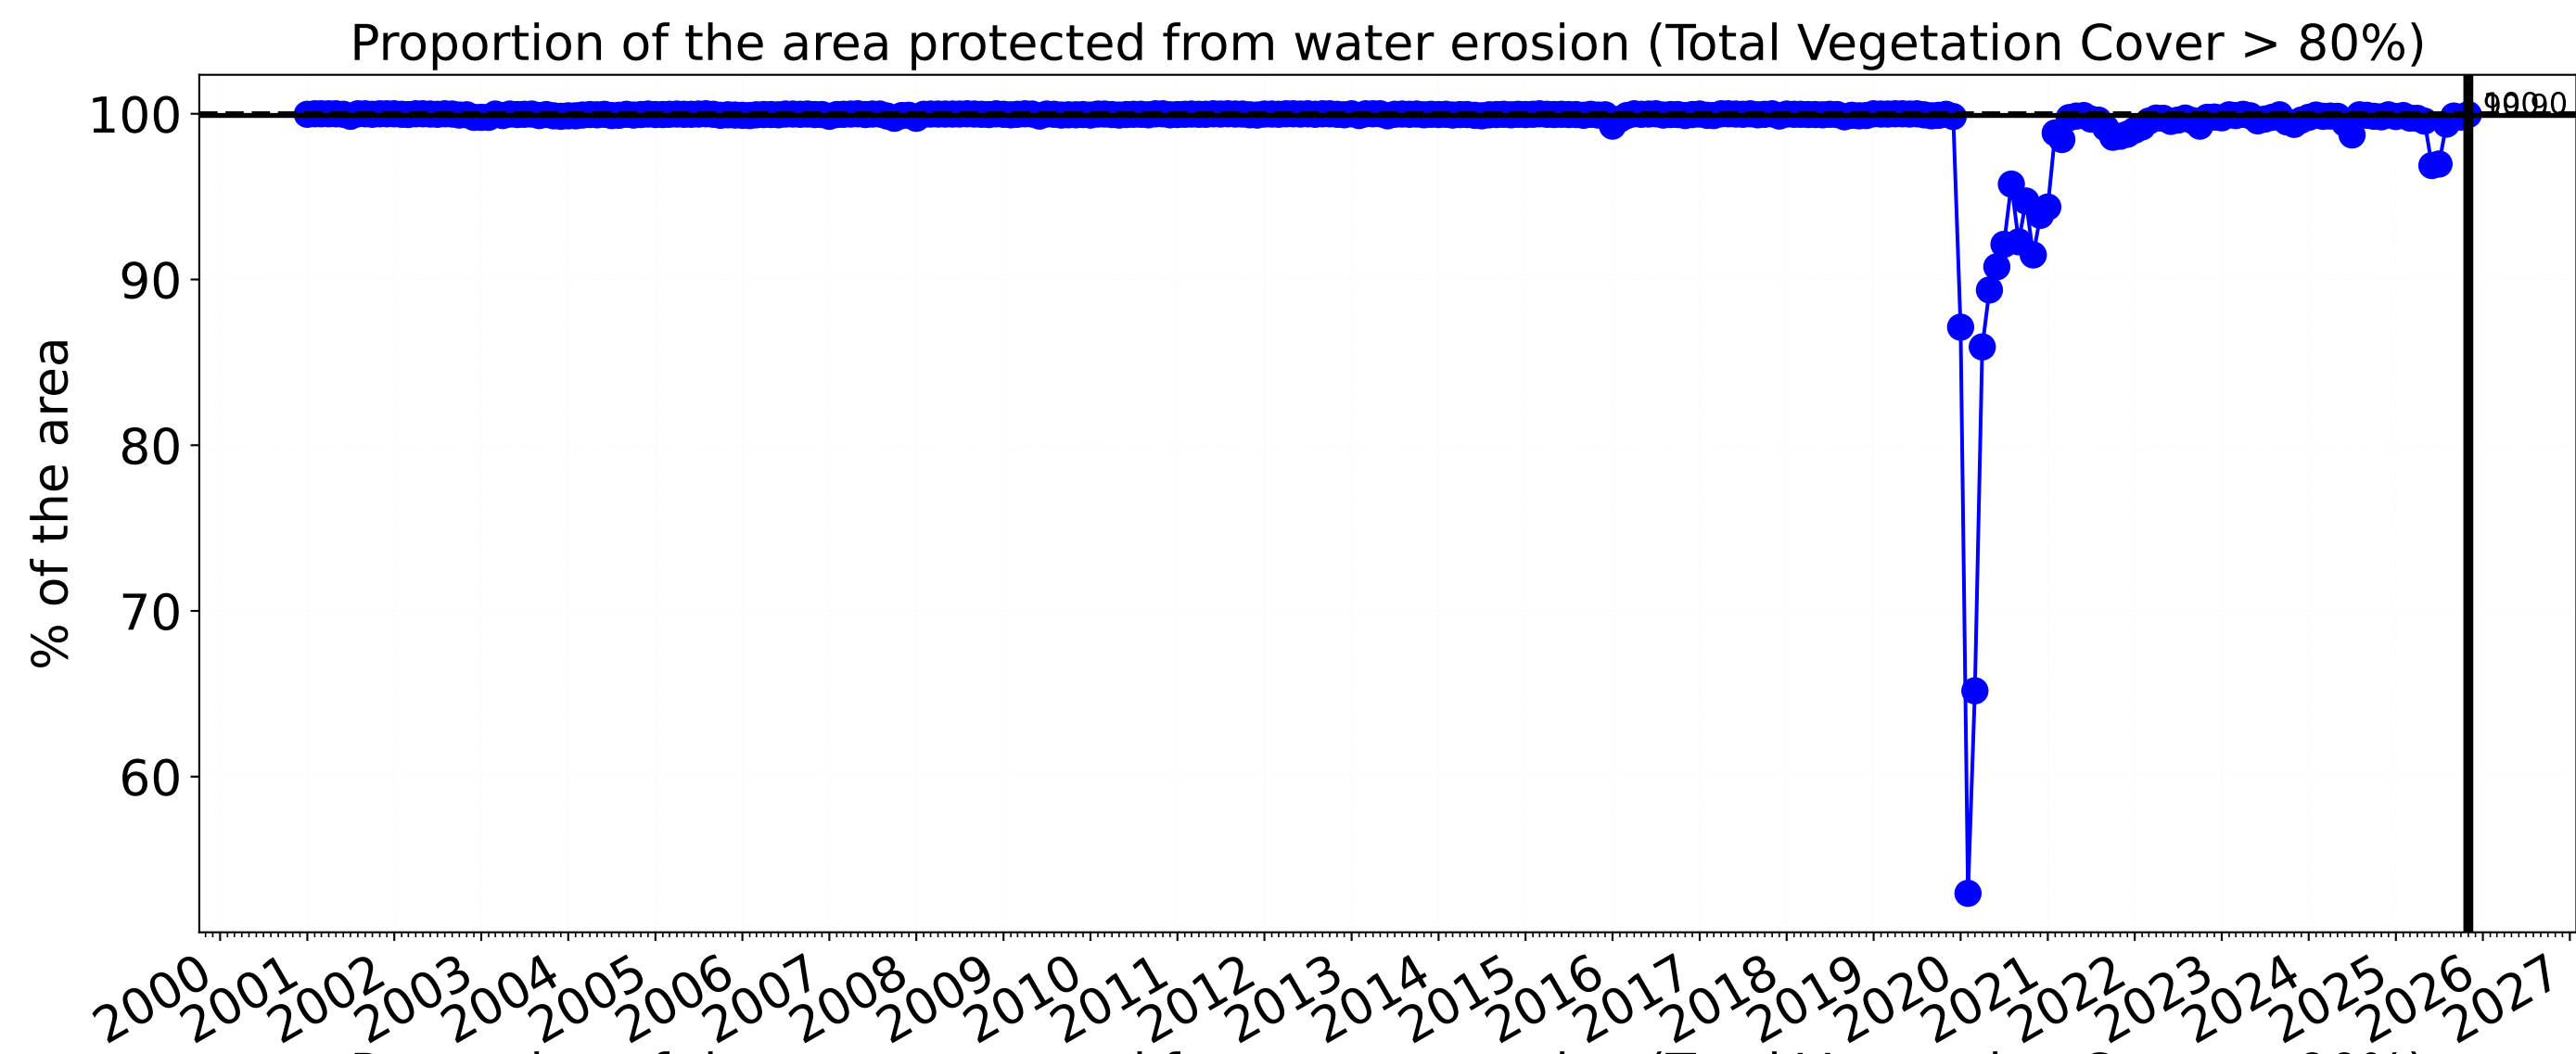 Proportion of the area protected from water erosion (Total Vegetation Cover > 80%)
% of the area
100
90
80
70
60
2000 2001 2002 2003 2004 2005 2006 2007 2008 2009 2010 2011 2012 2013 2014 2015 2016 2017 2018 2019 2020 2021 2022 2023 2024 2025 2026 2027